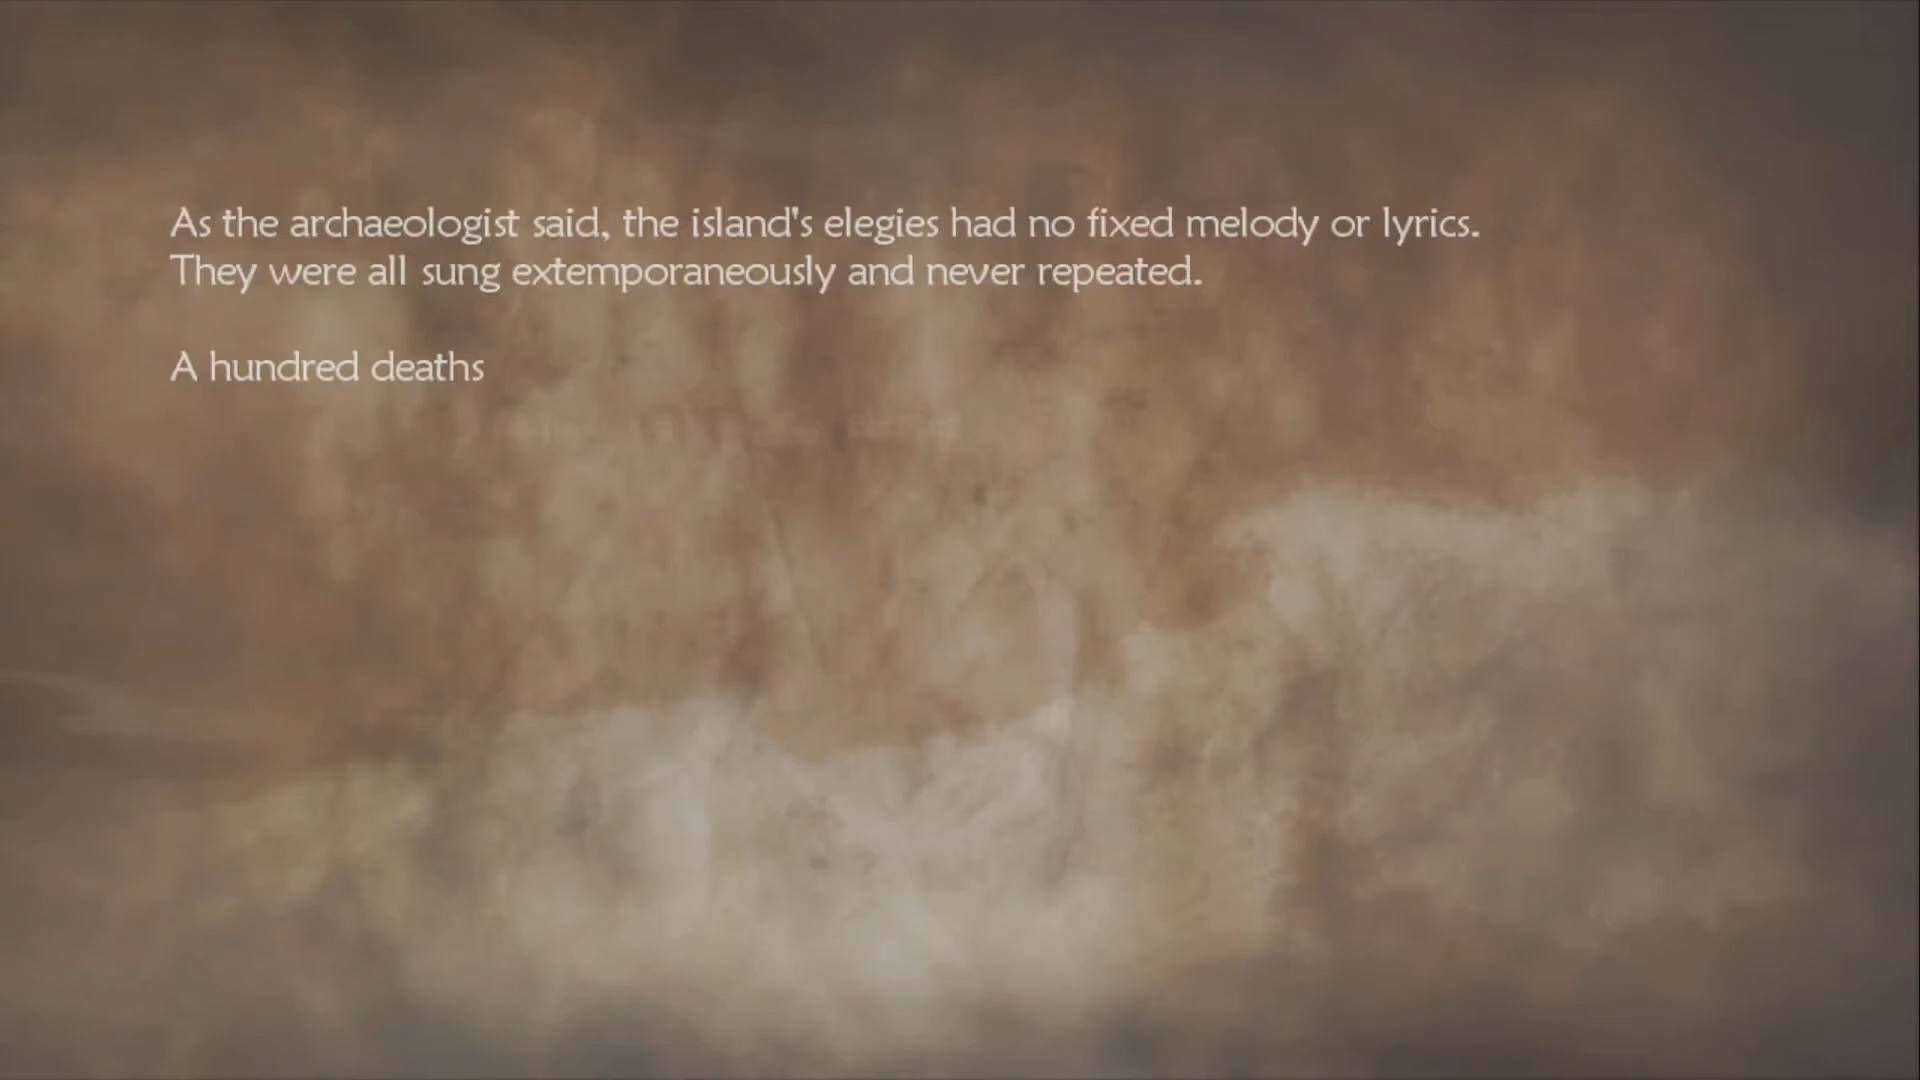 As the archaeologist said, the island's elegies had no fixed melody or lyrics.
They were all sung extemporaneously and never repeated.
A hundred deaths